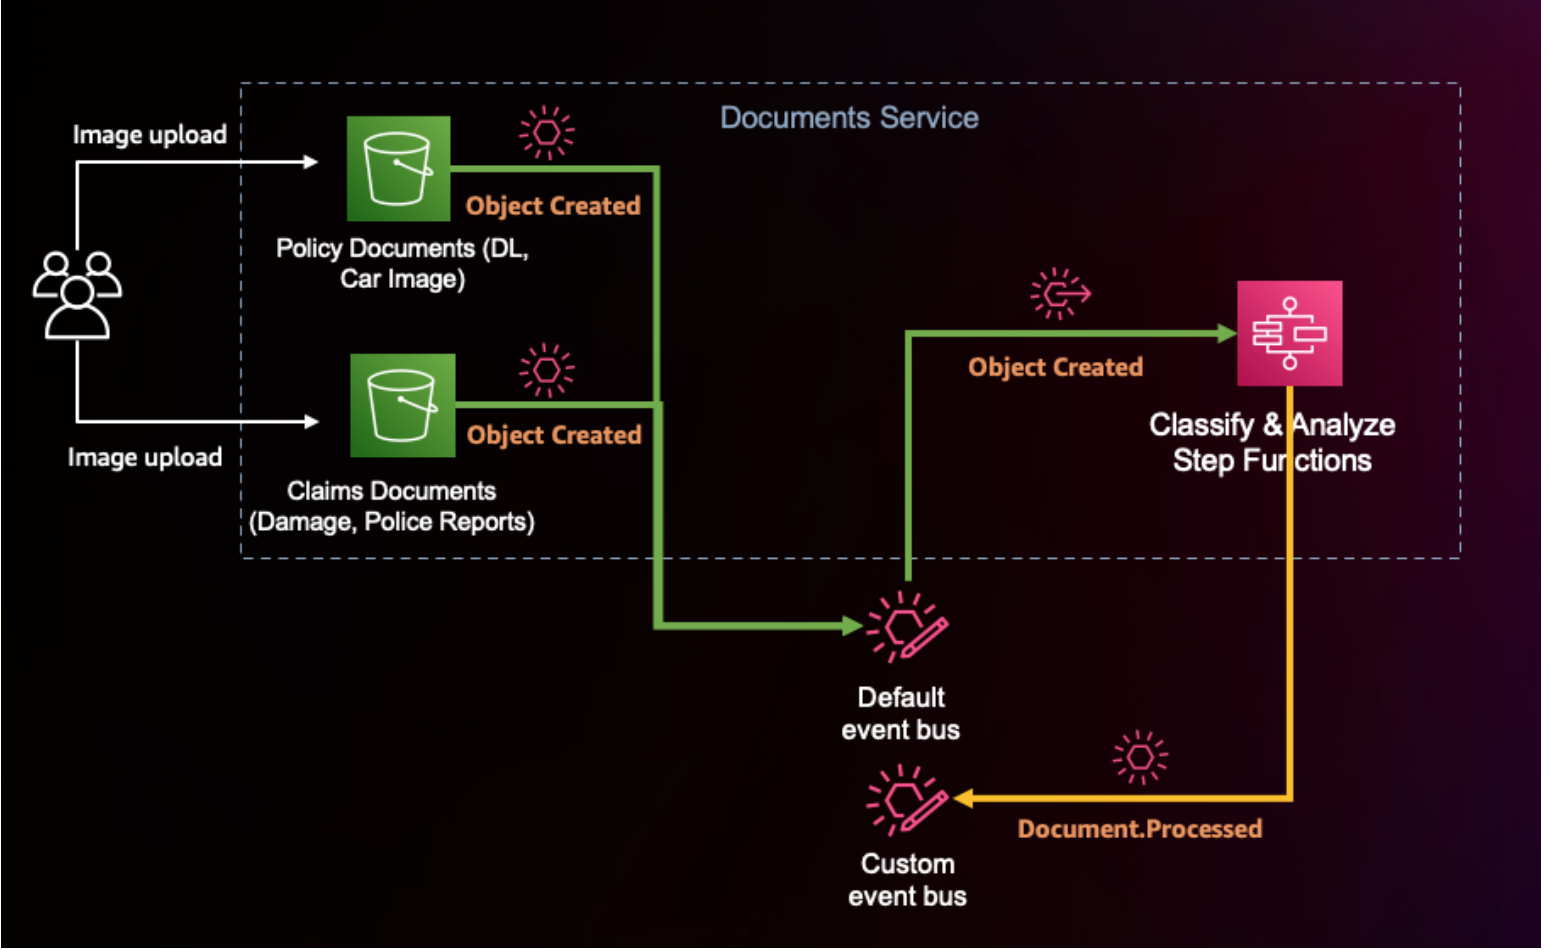 Documents Service
Image upload
Object Created
Policy Documents (DL,
Car Image)
Object Created
Image upload
Claims Documents
(Damage, Police Reports)
Object Created
Classify & Analyze
Step Functions
Default
event bus
Document.Processed
Custom
event bus